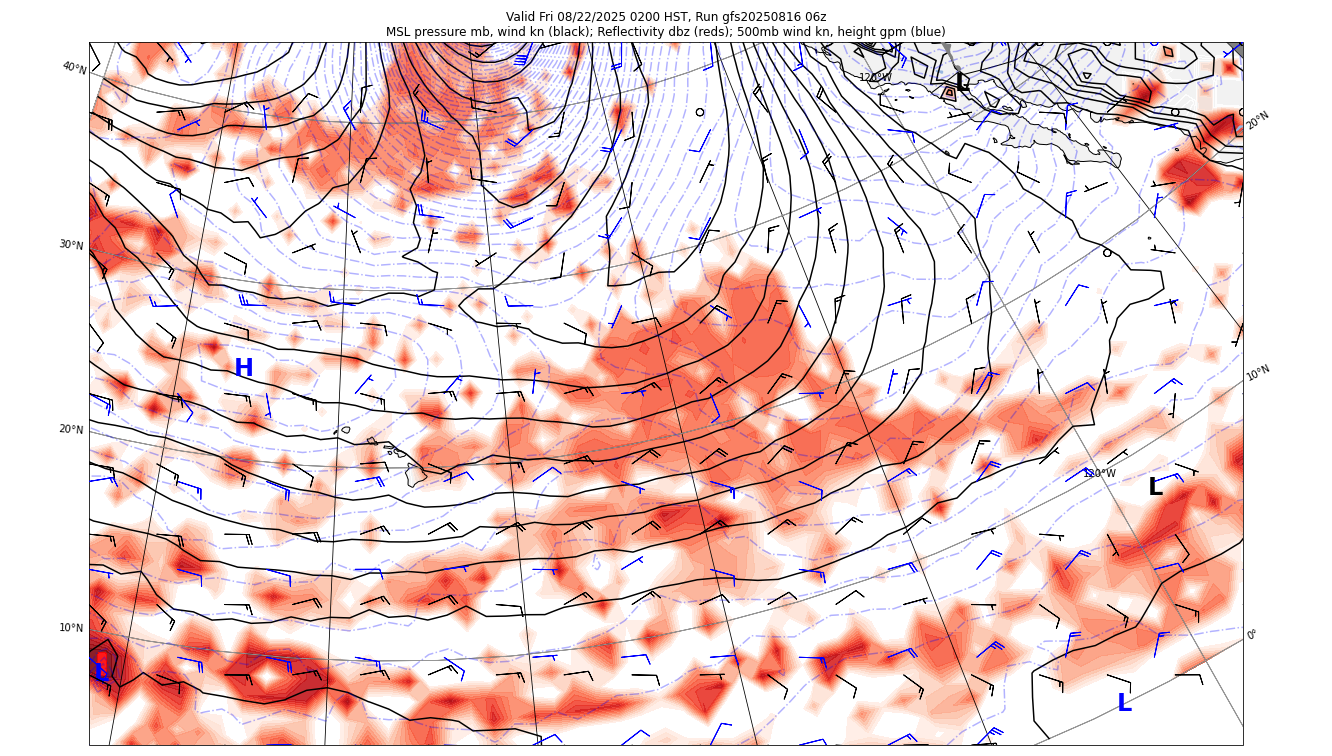 Valid Fri 08/22/2025 0200 HST, Run gfs20250816 06z
MSL pressure mb, wind kn (black); Reflectivity dbz (reds); 500mb wind kn, height gpm (blue)
40°N
120°W
L
20°N
30°N
H
10°N
20°N
120°W
L
10°N
0°
L
L